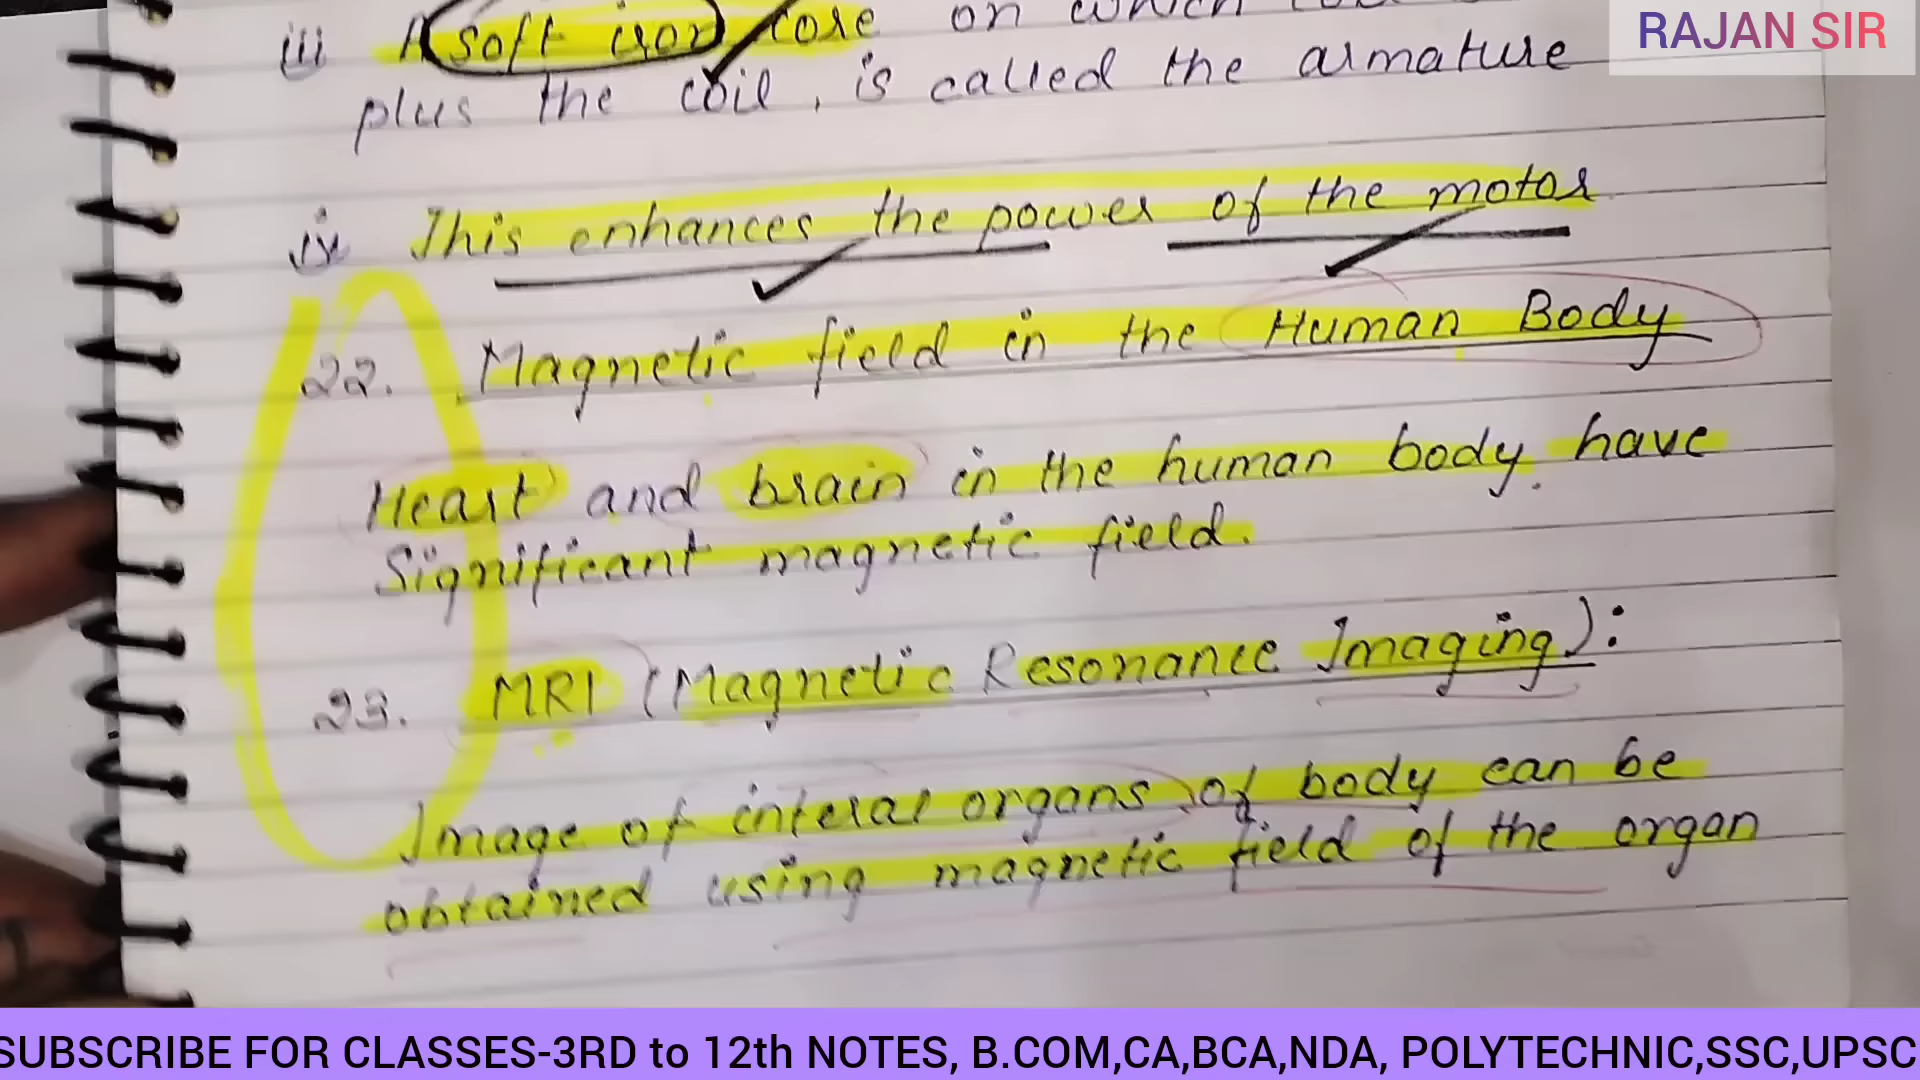 RAJAN SIR
iii A soft iron core on which
plus the coil, is called the armature
iv This enhances the power of the motor
22. Magnetic field in the Human Body
Heart and brain in the human body have
Significant magnetic field.
23. MRI (Magnetic Resonance Imaging):
Image of interal organs of body can be
obtained using magnetic field of the organ
SUBSCRIBE FOR CLASSES-3RD to 12th NOTES, B.COM,CA,BCA,NDA, POLYTECHNIC,SSC,UPSC